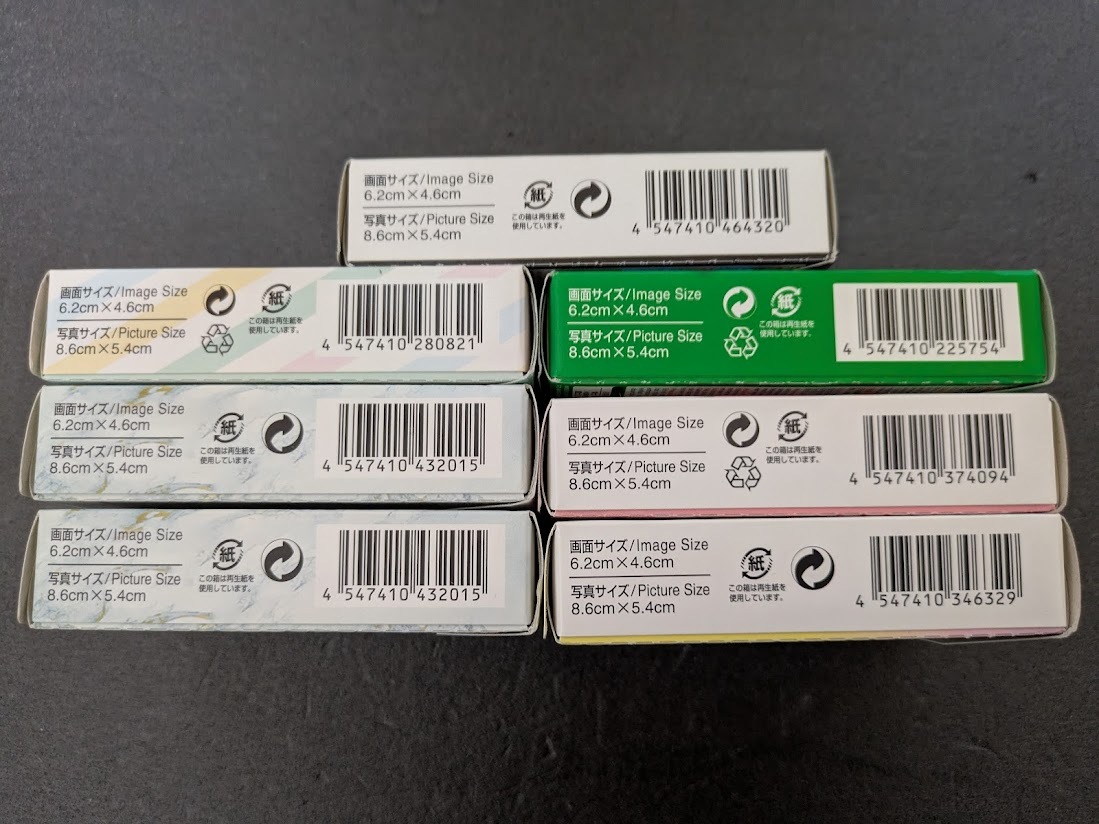 画面サイズ/Image Size
6.2cm×4.6cm
写真サイズ/Picture Size
8.6cm×5.4cm
紙
この箱は再生紙を
使用しています。
4 547410 464320
画面サイズ/Image Size
6.2cm×4.6cm
写真サイズ/Picture Size
8.6cm×5.4cm
紙
この箱は再生紙を
使用しています。
4 547410 280821
画面サイズ/Image Size
6.2cm×4.6cm
写真サイズ/Picture Size
8.6cm×5.4cm
紙
この箱は再生紙を
使用しています。
4 547410 225754
画面サイズ/Image Size
6.2cm×4.6cm
写真サイズ/Picture Size
8.6cm×5.4cm
紙
この箱は再生紙を
使用しています。
4 547410 432015
画面サイズ/Image Size
6.2cm×4.6cm
写真サイズ/Picture Size
8.6cm×5.4cm
紙
この箱は再生紙を
使用しています。
4 547410 374094
画面サイズ/Image Size
6.2cm×4.6cm
写真サイズ/Picture Size
8.6cm×5.4cm
紙
この箱は再生紙を
使用しています。
4 547410 432015
画面サイズ/Image Size
6.2cm×4.6cm
写真サイズ/Picture Size
8.6cm×5.4cm
紙
この箱は再生紙を
使用しています。
4 547410 346329